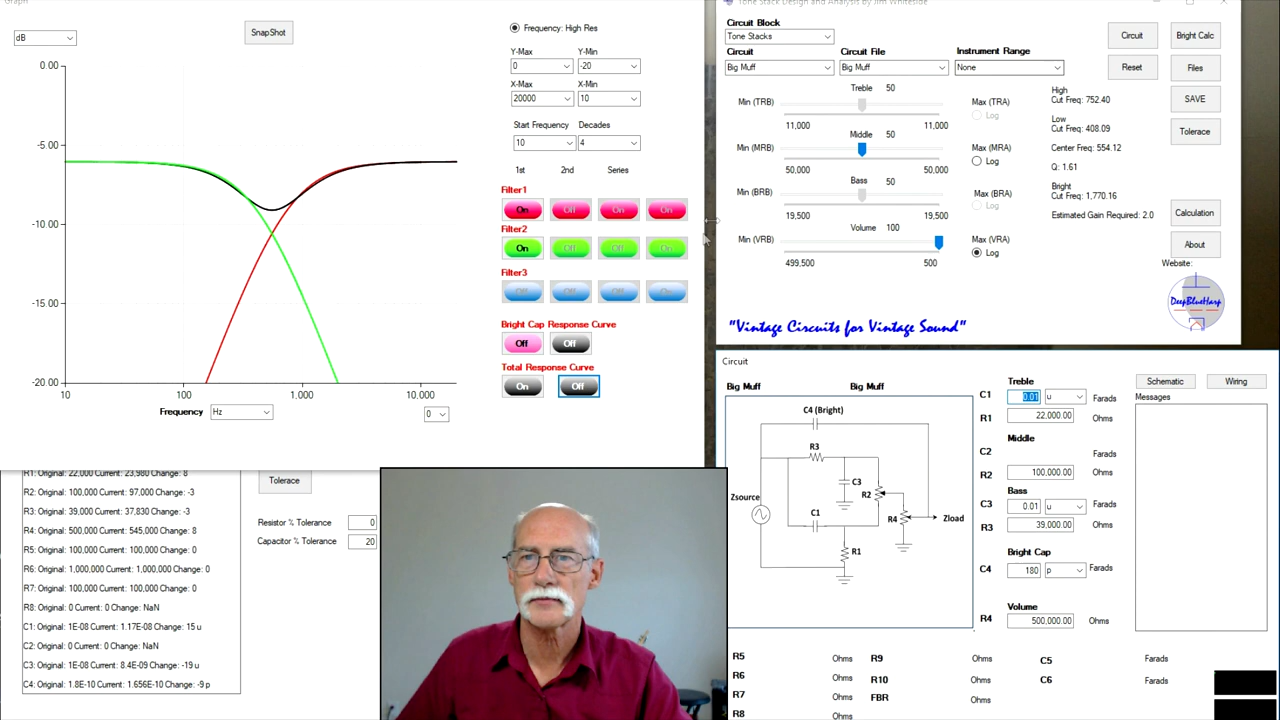 Graph
dB
SnapShot
Frequency: High Res
Y-Max Y-Min
0 -20
X-Max X-Min
20000 10
Start Frequency Decades
10 4
1st 2nd Series
Filter1
On Off On On
Filter2
On Off Off On
Filter3
Off Off Off On
Bright Cap Response Curve
Off Off
Total Response Curve
On Off
0.00
-5.00
-10.00
-15.00
-20.00
10 100 1,000 10,000
Frequency Hz 0
Tone Stack Design and Analysis by Jim Whiteside
Circuit Block
Tone Stacks
Circuit Circuit File Instrument Range
Big Muff Big Muff None
Circuit Bright Calc
Reset Files
SAVE
Tolerace
Calculation
About
Treble 50
Min (TRB) Max (TRA)
Log
11,000 11,000
Middle 50
Min (MRB) Max (MRA)
Log
50,000 50,000
Bass 50
Min (BRB) Max (BRA)
Log
19,500 19,500
Volume 100
Min (VRB) Max (VRA)
Log
499,500 500
High
Cut Freq: 752.40
Low
Cut Freq: 408.09
Center Freq: 554.12
Q: 1.61
Bright
Cut Freq: 1,770.16
Estimated Gain Required: 2.0
Website:
DeepBlueHarp
"Vintage Circuits for Vintage Sound"
R1: Original: 22,000 Current: 23,980 Change: 8
R2: Original: 100,000 Current: 97,000 Change: -3
R3: Original: 39,000 Current: 37,830 Change: -3
R4: Original: 500,000 Current: 545,000 Change: 8
R5: Original: 100,000 Current: 100,000 Change: 0
R6: Original: 1,000,000 Current: 1,000,000 Change: 0
R7: Original: 100,000 Current: 100,000 Change: 0
R8: Original: 0 Current: 0 Change: NaN
C1: Original: 1E-08 Current: 1.17E-08 Change: 15 u
C2: Original: 0 Current: 0 Change: NaN
C3: Original: 1E-08 Current: 8.4E-09 Change: -19 u
C4: Original: 1.8E-10 Current: 1.656E-10 Change: -9 p
Tolerace
Resistor % Tolerance 0
Capacitor % Tolerance 20
Circuit
Big Muff Big Muff
C4 (Bright)
R3
C3
R2
Zsource
C1
R4
Zload
R1
Treble
C1 0.01 u Farads
R1 22,000.00 Ohms
Middle
C2 Farads
R2 100,000.00 Ohms
Bass
C3 0.01 u Farads
R3 39,000.00 Ohms
Bright Cap
C4 180 p Farads
Volume
R4 500,000.00 Ohms
Schematic Wiring
Messages
R5 Ohms R9 Ohms C5 Farads
R6 Ohms R10 Ohms C6 Farads
R7 Ohms FBR Ohms
R8 Ohms